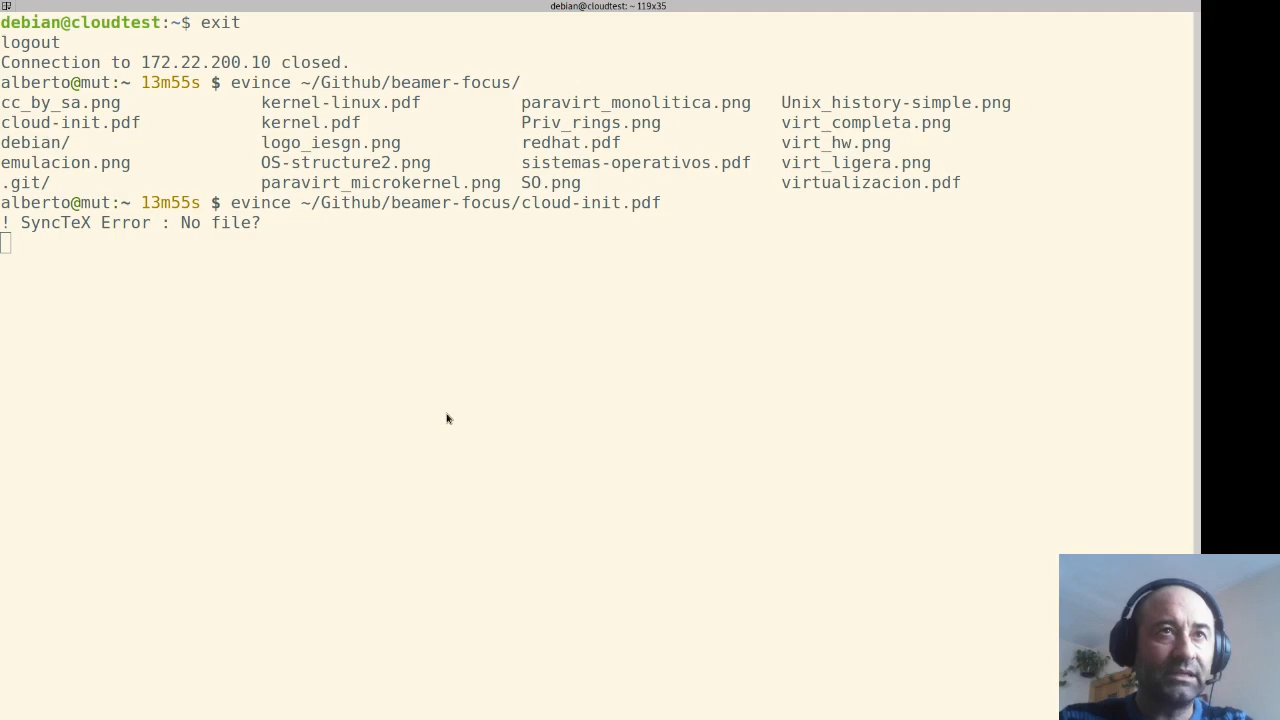 debian@cloudtest: ~ 119x35
debian@cloudtest:~$ exit
logout
Connection to 172.22.200.10 closed.
alberto@mut:~ 13m55s $ evince ~/Github/beamer-focus/
cc_by_sa.png kernel-linux.pdf paravirt_monolitica.png Unix_history-simple.png
cloud-init.pdf kernel.pdf Priv_rings.png virt_completa.png
debian/ logo_iesgn.png redhat.pdf virt_hw.png
emulacion.png OS-structure2.png sistemas-operativos.pdf virt_ligera.png
.git/ paravirt_microkernel.png SO.png virtualizacion.pdf
alberto@mut:~ 13m55s $ evince ~/Github/beamer-focus/cloud-init.pdf
! SyncTeX Error : No file?